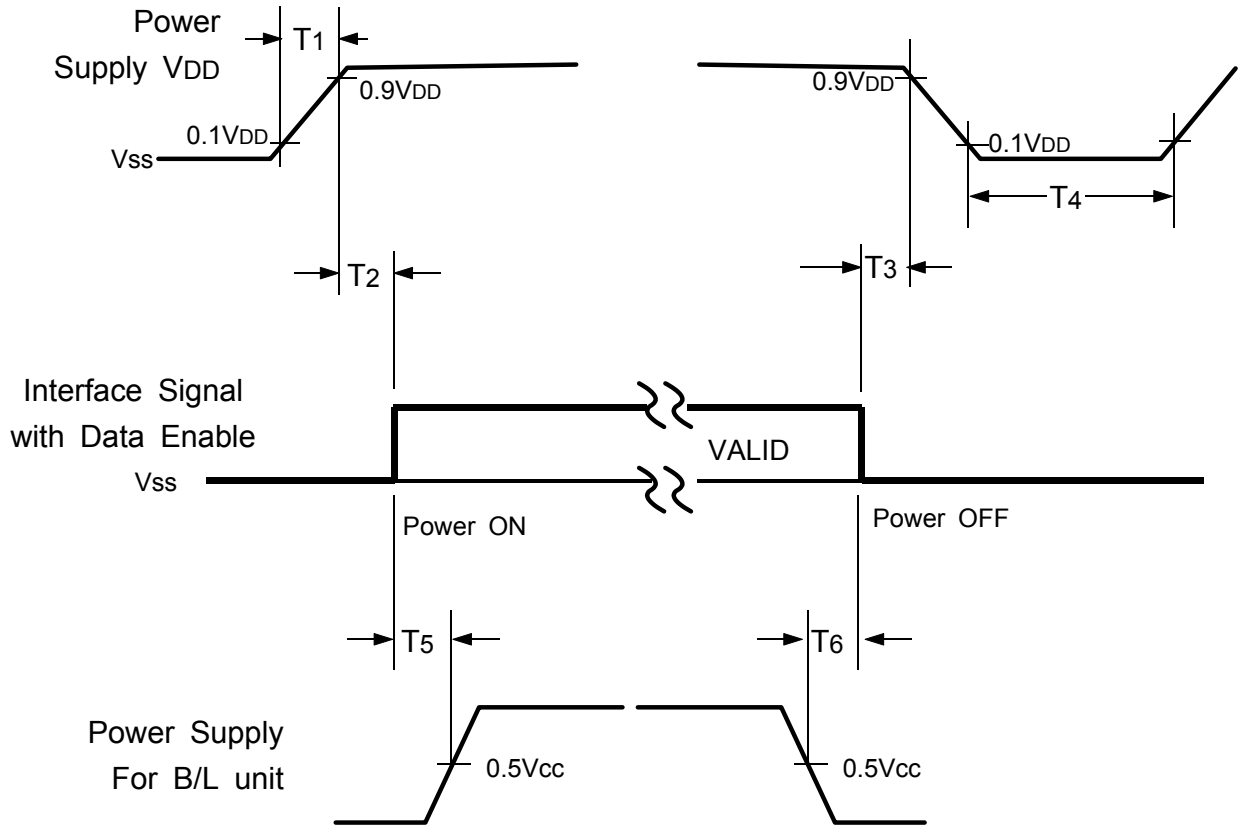 Power
Supply VDD
T1
0.9VDD
0.1VDD
Vss
0.9VDD
0.1VDD
T4
T2
T3
Interface Signal
with Data Enable
Vss
VALID
Power ON
Power OFF
T5
T6
Power Supply
For B/L unit
0.5Vcc
0.5Vcc